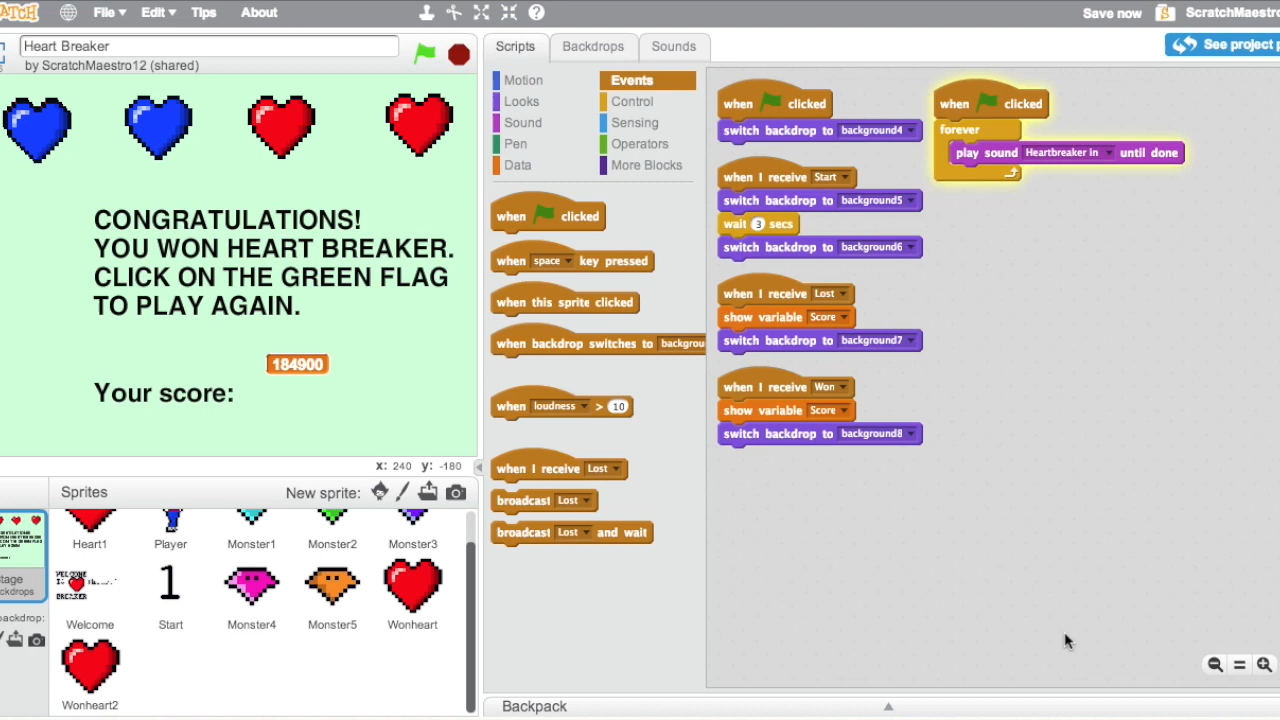 File Edit Tips About Save now ScratchMaestro
Heart Breaker
by ScratchMaestro12 (shared)
Scripts Backdrops Sounds
See project p
CONGRATULATIONS!
YOU WON HEART BREAKER.
CLICK ON THE GREEN FLAG
TO PLAY AGAIN.
184900
Your score:
x: 240 y: -180
Sprites New sprite:
Heart1 Player Monster1 Monster2 Monster3
Welcome Start Monster4 Monster5 Wonheart
1
Wonheart2
Motion Events
Looks Control
Sound Sensing
Pen Operators
Data More Blocks
when clicked
when space key pressed
when this sprite clicked
when backdrop switches to backgrou
when loudness > 10
when I receive Lost
broadcast Lost
broadcast Lost and wait
when clicked
switch backdrop to background4
when I receive Start
switch backdrop to background5
wait 3 secs
switch backdrop to background6
when I receive Lost
show variable Score
switch backdrop to background7
when I receive Won
show variable Score
switch backdrop to background8
when clicked
forever
play sound Heartbreaker in until done
Backpack